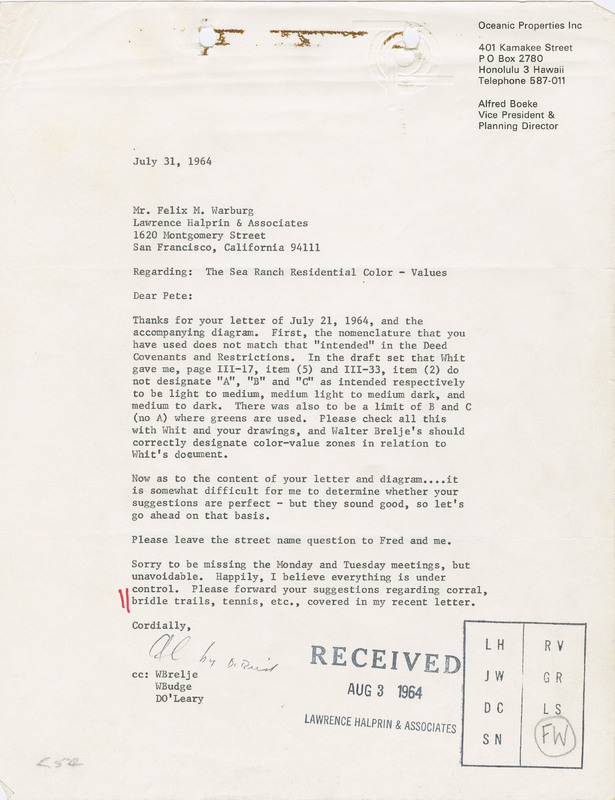 Oceanic Properties Inc
401 Kamakee Street
P O Box 2780
Honolulu 3 Hawaii
Telephone 587-011
Alfred Boeke
Vice President &
Planning Director
July 31, 1964
Mr. Felix M. Warburg
Lawrence Halprin & Associates
1620 Montgomery Street
San Francisco, California 94111
Regarding: The Sea Ranch Residential Color - Values
Dear Pete:
Thanks for your letter of July 21, 1964, and the
accompanying diagram. First, the nomenclature that you
have used does not match that "intended" in the Deed
Covenants and Restrictions. In the draft set that Whit
gave me, page III-17, item (5) and III-33, item (2) do
not designate "A", "B" and "C" as intended respectively
to be light to medium, medium light to medium dark, and
medium to dark. There was also to be a limit of B and C
(no A) where greens are used. Please check all this
with Whit and your drawings, and Walter Brelje's should
correctly designate color-value zones in relation to
Whit's document.
Now as to the content of your letter and diagram....it
is somewhat difficult for me to determine whether your
suggestions are perfect - but they sound good, so let's
go ahead on that basis.
Please leave the street name question to Fred and me.
Sorry to be missing the Monday and Tuesday meetings, but
unavoidable. Happily, I believe everything is under
control. Please forward your suggestions regarding corral,
bridle trails, tennis, etc., covered in my recent letter.
Cordially,
Al by
cc: WBrelje
WBudge
DO'Leary
RECEIVED
AUG 3 1964
LAWRENCE HALPRIN & ASSOCIATES
LH RV
JW GR
DC LS
SN FW